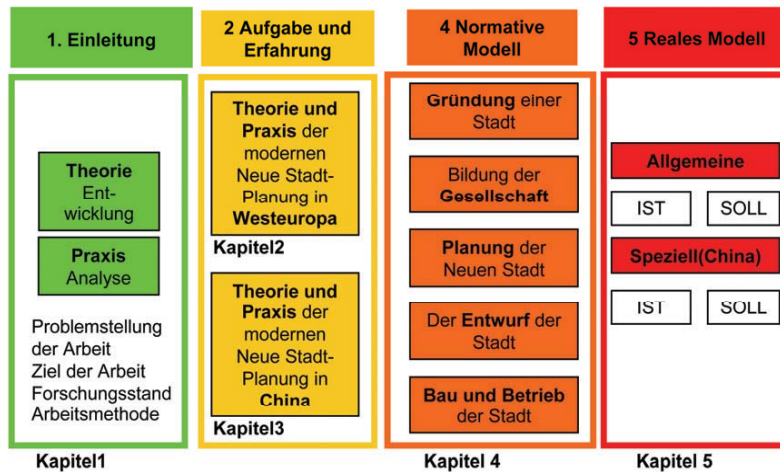 1. Einleitung
Theorie
Ent-
wicklung
Praxis
Analyse
Problemstellung
der Arbeit
Ziel der Arbeit
Forschungsstand
Arbeitsmethode
Kapitel1
2 Aufgabe und
Erfahrung
Theorie und
Praxis der
modernen
Neue Stadt-
Planung in
Westeuropa
Kapitel2
Theorie und
Praxis der
modernen
Neue Stadt-
Planung in
China
Kapitel3
4 Normative
Modell
Gründung einer
Stadt
Bildung der
Gesellschaft
Planung der
Neuen Stadt
Der Entwurf der
Stadt
Bau und Betrieb
der Stadt
Kapitel 4
5 Reales Modell
Allgemeine
IST SOLL
Speziell(China)
IST SOLL
Kapitel 5